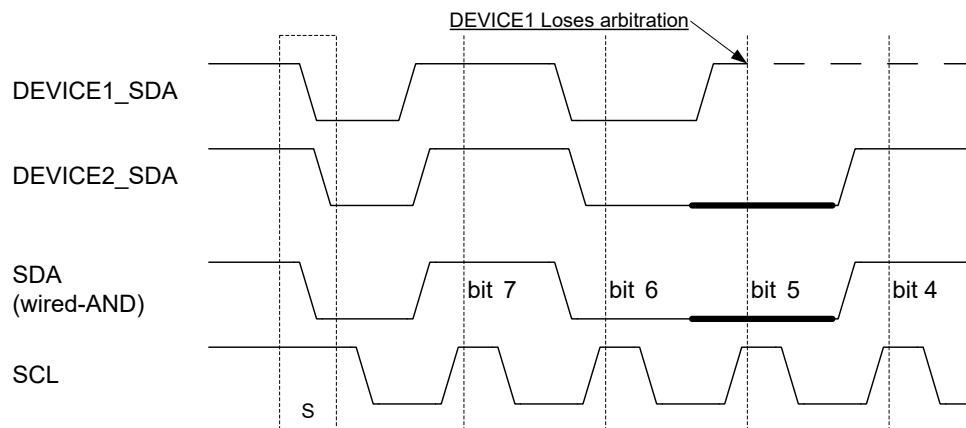 DEVICE1 Loses arbitration
DEVICE1_SDA
DEVICE2_SDA
SDA
(wired-AND)
bit 7
bit 6
bit 5
bit 4
SCL
S